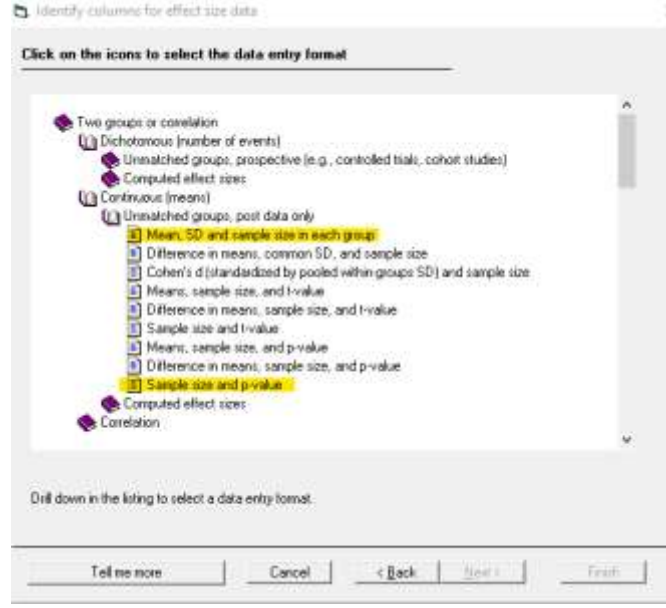 Identify columns for effect size data
Click on the icons to select the data entry format
Two groups or correlation
Dichotomous (number of events)
Unmatched groups, prospective (e.g., controlled trials, cohort studies)
Computed effect sizes
Continuous (means)
Unmatched groups, post data only
Mean, SD and sample size in each group
Difference in means, common SD, and sample size
Cohen's d (standardized by pooled within groups SD) and sample size
Means, sample size, and t-value
Difference in means, sample size, and t-value
Sample size and t-value
Means, sample size, and p-value
Difference in means, sample size, and p-value
Sample size and p-value
Computed effect sizes
Correlation
Drill down in the listing to select a data entry format.
Tell me more Cancel < Back Next > Finish